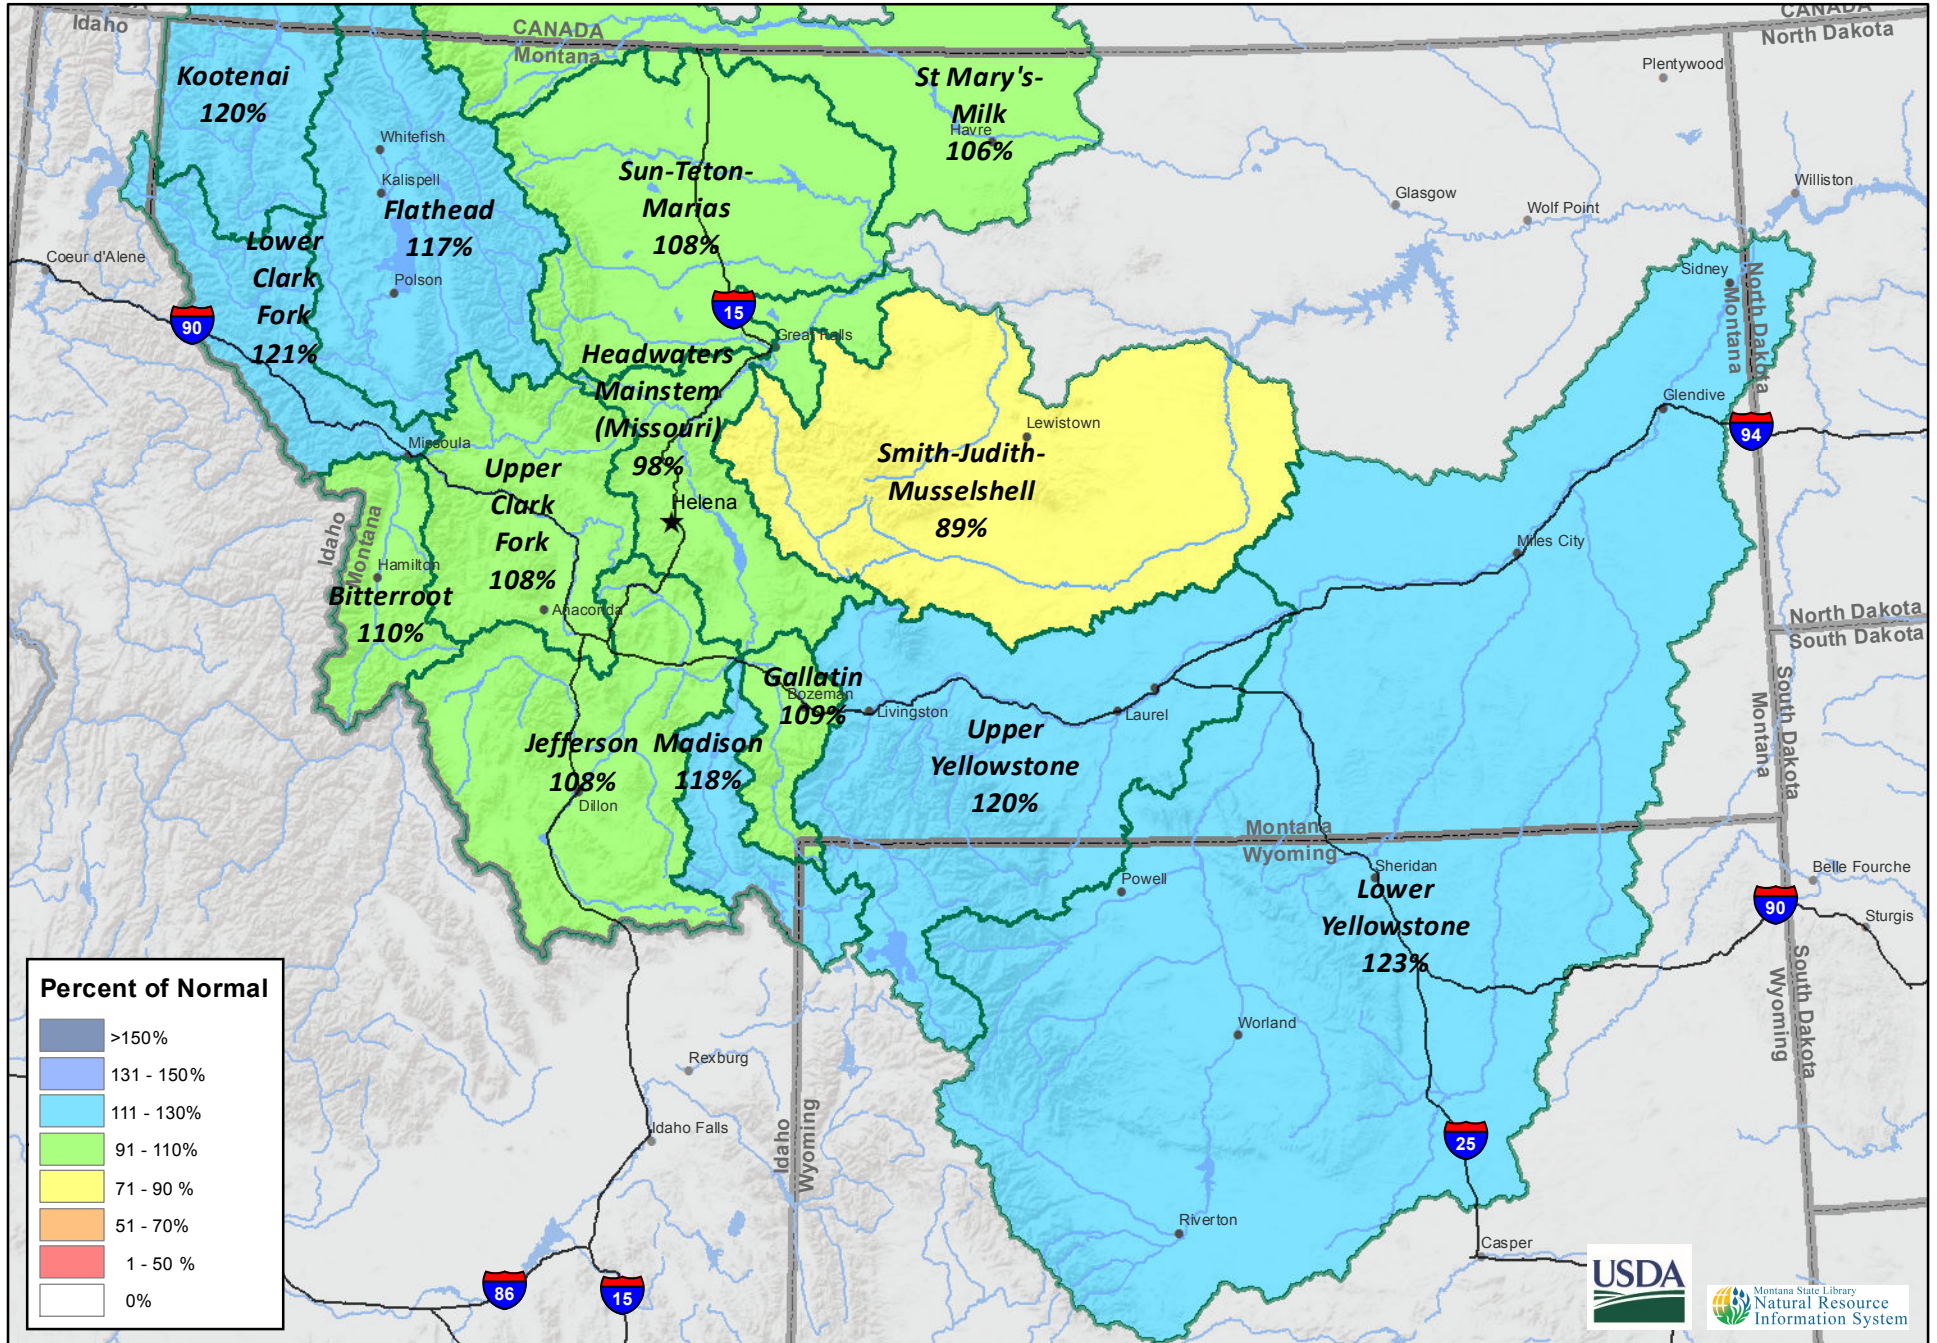 CANADA
Idaho
CANADA
Montana
CANADA
North Dakota
Kootenai
120%
St Mary's-
Milk
Havre
106%
Plentywood
Whitefish
Kalispell
Flathead
117%
Sun-Teton-
Marias
108%
Glasgow
Wolf Point
Williston
Coeur d'Alene
Lower
Clark
Fork
121%
Polson
90
15
Great Falls
Sidney
Montana
North Dakota
Headwaters
Mainstem
(Missouri)
98%
Glendive
94
Missoula
Lewistown
Smith-Judith-
Musselshell
89%
Upper
Clark
Fork
108%
Helena
Idaho
Montana
Hamilton
Bitterroot
110%
Anaconda
Miles City
North Dakota
South Dakota
Gallatin
Bozeman
109%
Livingston
Laurel
Montana
South Dakota
Jefferson
108%
Dillon
Madison
118%
Upper
Yellowstone
120%
Montana
Wyoming
Powell
Sheridan
Lower
Yellowstone
123%
Belle Fourche
90
Sturgis
Wyoming
South Dakota
Worland
Rexburg
Idaho Falls
Idaho
Wyoming
25
Riverton
Casper
86
15
Percent of Normal
>150%
131 - 150%
111 - 130%
91 - 110%
71 - 90 %
51 - 70%
1 - 50 %
0%
USDA
Montana State Library
Natural Resource
Information System